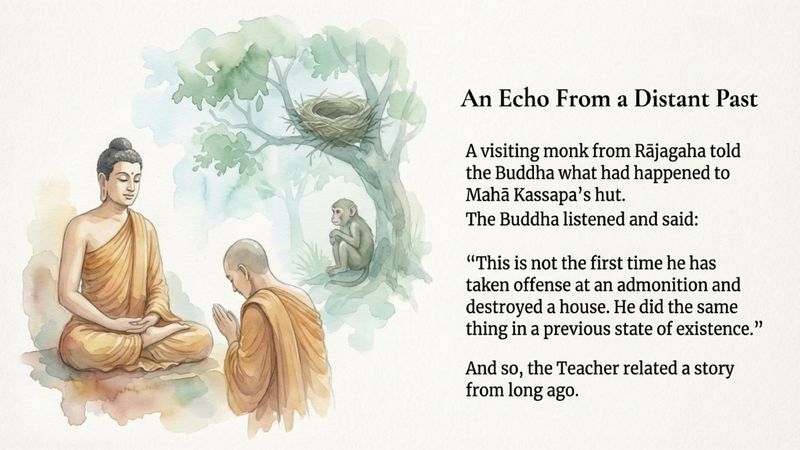 An Echo From a Distant Past
A visiting monk from Rājagaha told
the Buddha what had happened to
Mahā Kassapa’s hut.
The Buddha listened and said:
“This is not the first time he has
taken offense at an admonition and
destroyed a house. He did the same
thing in a previous state of existence.”
And so, the Teacher related a story
from long ago.